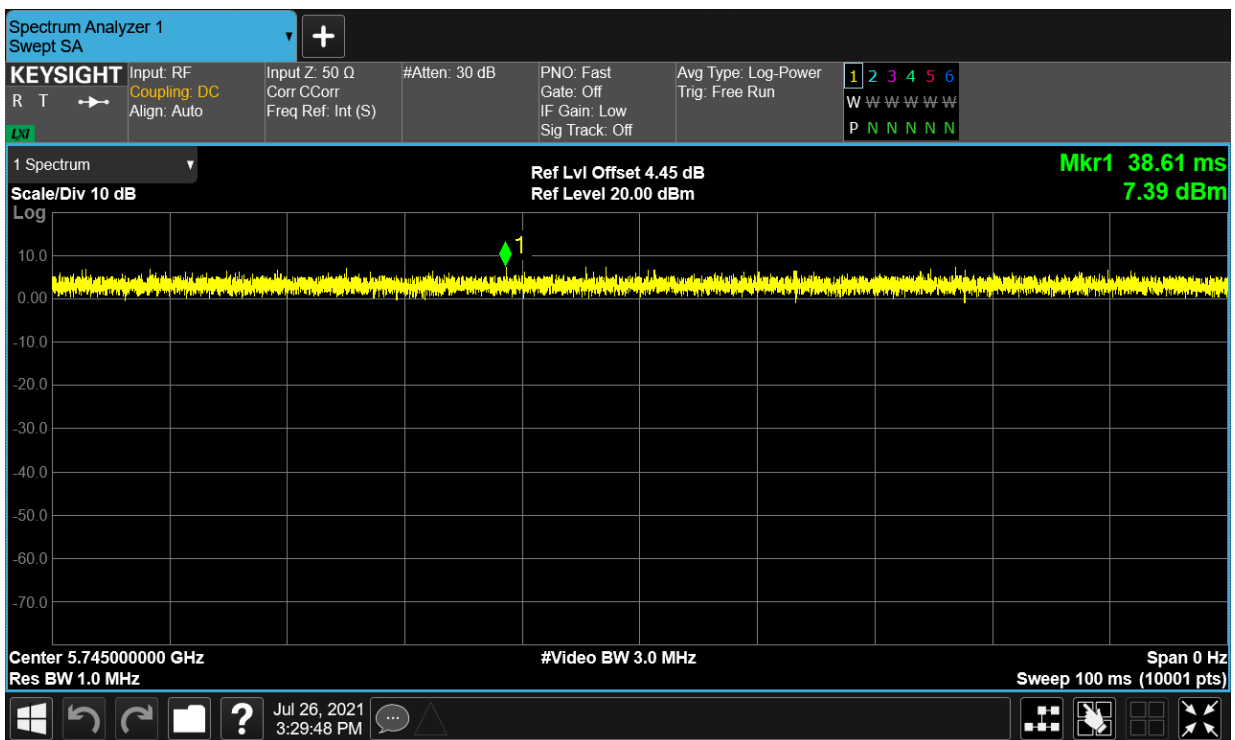 Spectrum Analyzer 1
Swept SA
KEYSIGHT
R T
LXI
Input: RF
Coupling: DC
Align: Auto
Input Z: 50 Ω
Corr CCorr
Freq Ref: Int (S)
#Atten: 30 dB
PNO: Fast
Gate: Off
IF Gain: Low
Sig Track: Off
Avg Type: Log-Power
Trig: Free Run
1 2 3 4 5 6
W W W W W W
P N N N N N
1 Spectrum
Scale/Div 10 dB
Log
Ref Lvl Offset 4.45 dB
Ref Level 20.00 dBm
Mkr1 38.61 ms
7.39 dBm
1
10.0
0.00
-10.0
-20.0
-30.0
-40.0
-50.0
-60.0
-70.0
Center 5.745000000 GHz
Res BW 1.0 MHz
#Video BW 3.0 MHz
Span 0 Hz
Sweep 100 ms (10001 pts)
?
Jul 26, 2021
3:29:48 PM